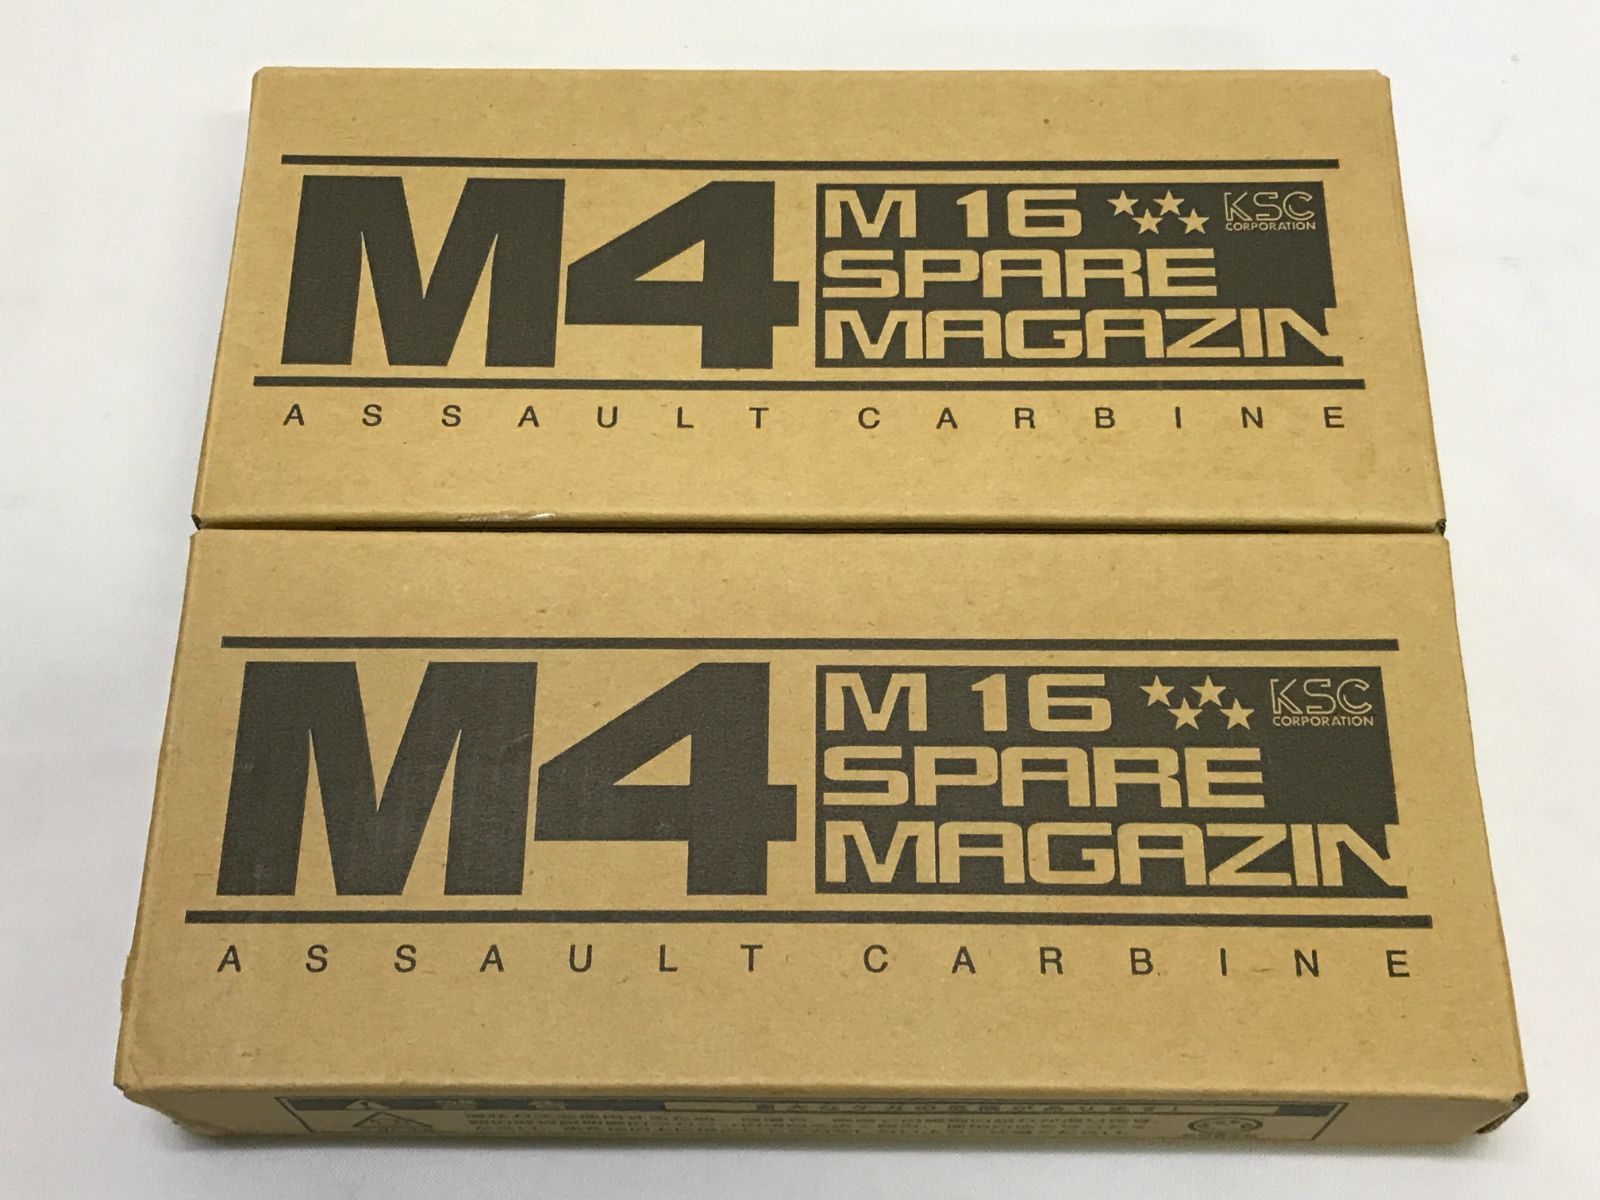 M4
M 16
KSC
CORPORATION
SPARE
MAGAZIN
ASSAULT CARBINE
M4
M 16
KSC
CORPORATION
SPARE
MAGAZIN
ASSAULT CARBINE